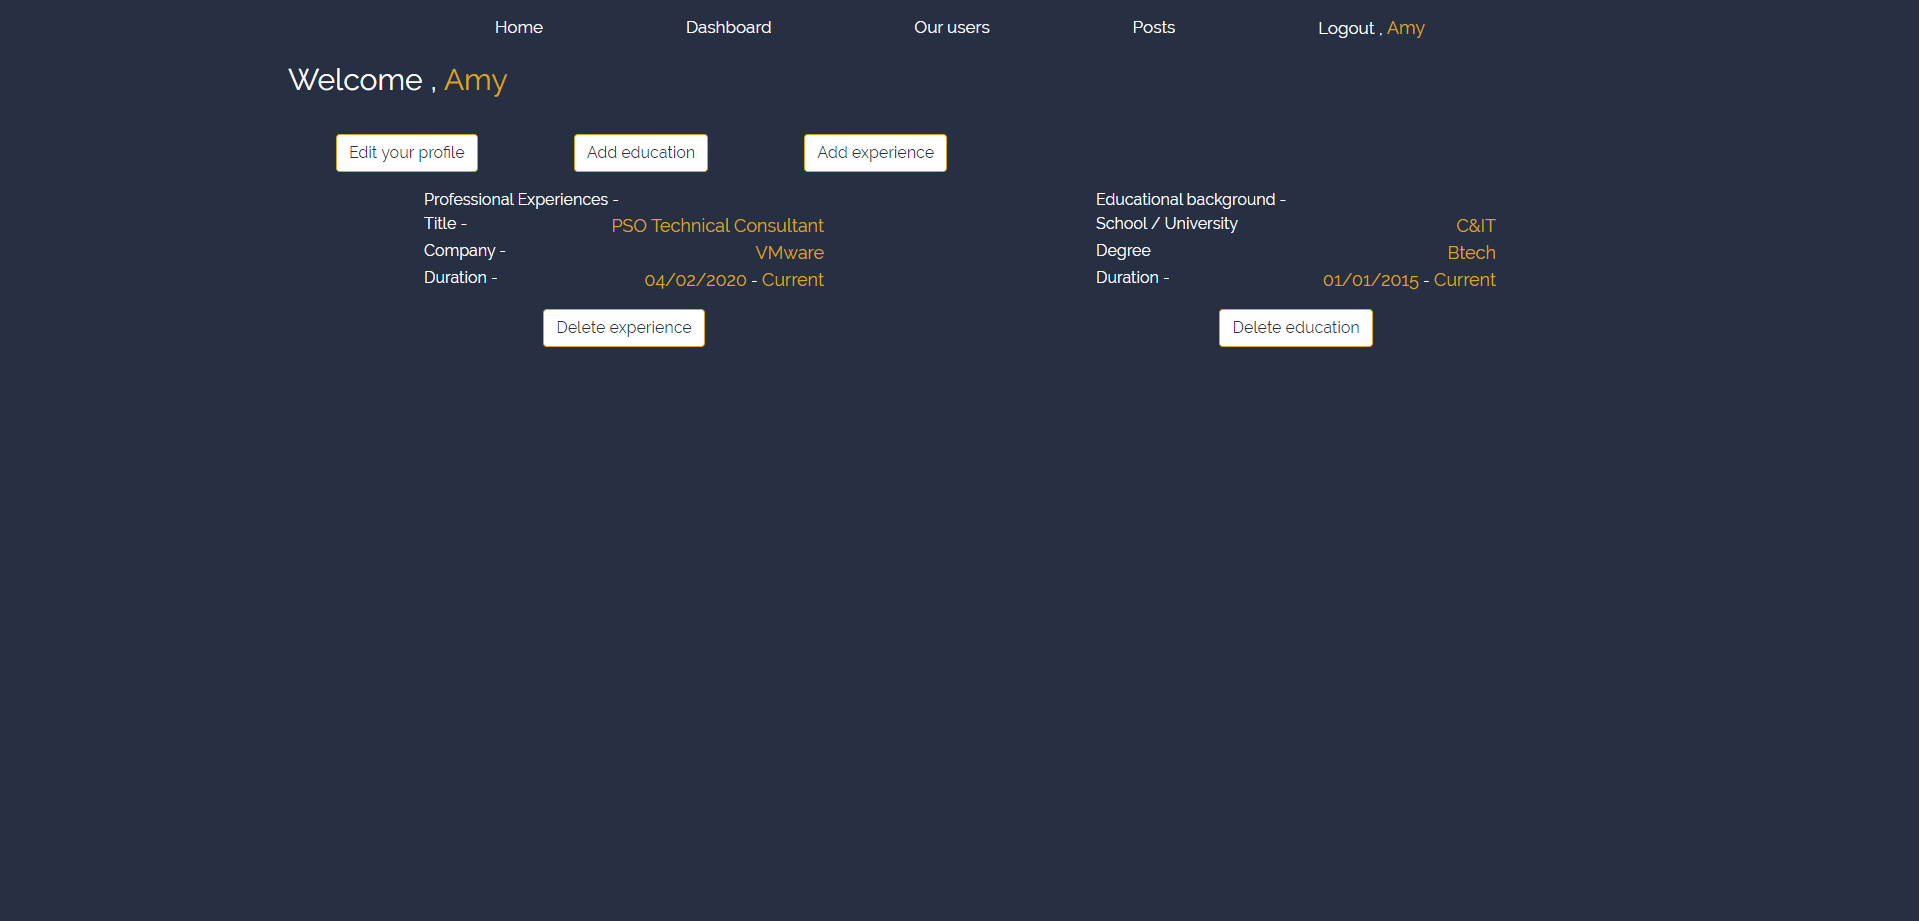 Home Dashboard Our users Posts Logout , Amy
Welcome , Amy
Edit your profile Add education Add experience
Professional Experiences -
Title - PSO Technical Consultant
Company - VMware
Duration - 04/02/2020 - Current
Delete experience
Educational background -
School / University C&IT
Degree Btech
Duration - 01/01/2015 - Current
Delete education